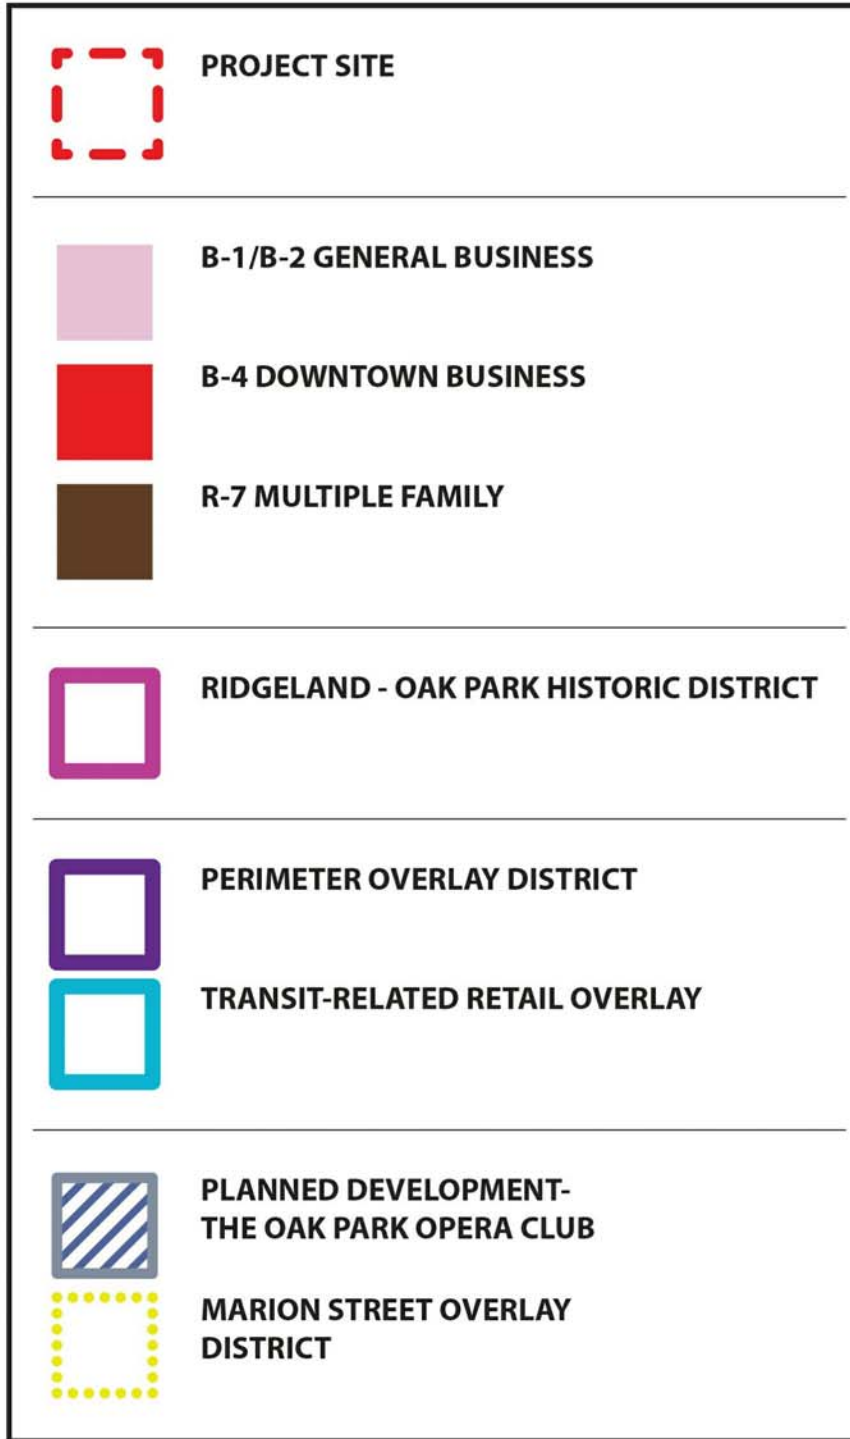 PROJECT SITE
B-1/B-2 GENERAL BUSINESS
B-4 DOWNTOWN BUSINESS
R-7 MULTIPLE FAMILY
RIDGELAND - OAK PARK HISTORIC DISTRICT
PERIMETER OVERLAY DISTRICT
TRANSIT-RELATED RETAIL OVERLAY
PLANNED DEVELOPMENT-
THE OAK PARK OPERA CLUB
MARION STREET OVERLAY
DISTRICT